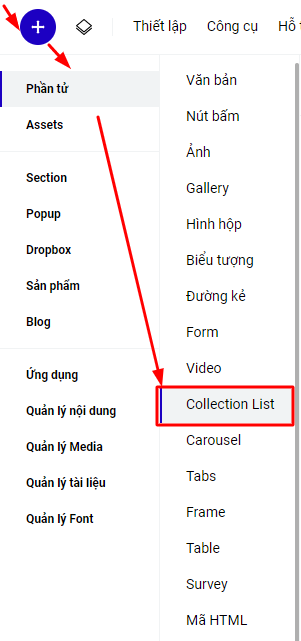 Thiết lập Công cụ
Phần tử
Assets
Section
Popup
Dropbox
Sản phẩm
Blog
Ứng dụng
Quản lý nội dung
Quản lý Media
Quản lý tài liệu
Quản lý Font
Văn bản
Nút bấm
Ảnh
Gallery
Hình hộp
Biểu tượng
Đường kẻ
Form
Video
Collection List
Carousel
Tabs
Frame
Table
Survey
Mã HTML